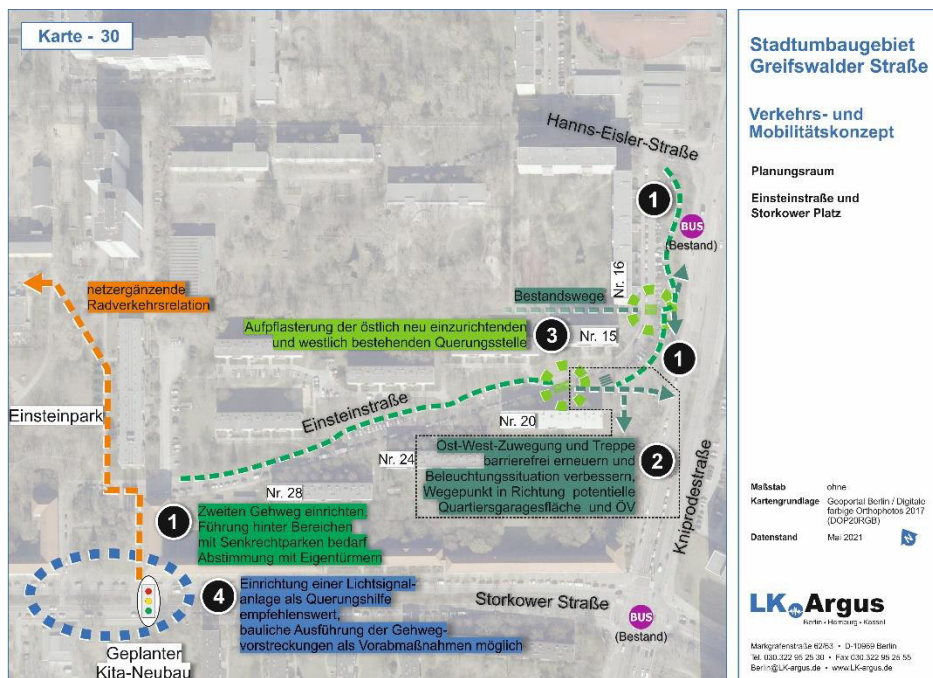 Karte - 30
Hanns-Eisler-Straße
1
BUS
(Bestand)
netzergänzende
Radverkehrsrelation
Bestandswege
Nr. 16
Aufpflasterung der östlich neu einzurichtenden
und westlich bestehenden Querungsstelle
3
Nr. 15
1
Einsteinpark
Einsteinstraße
Nr. 20
Ost-West-Zuwegung und Treppe
barrierefrei erneuern und
Beleuchtungssituation verbessern,
Wegepunkt in Richtung potentielle
Quartiersgaragesfläche und ÖV
2
Kniprodestraße
Nr. 24
Nr. 28
1
Zweiten Gehweg einrichten,
Führung hinter Bereichen
mit Senkrechtparken bedarf
Abstimmung mit Eigentürmern
4
Einrichtung einer Lichtsignal-
anlage als Querungshilfe
empfehlenswert,
bauliche Ausführung der Gehweg-
vorstreckungen als Vorabmaßnahmen möglich
Storkower Straße
BUS
(Bestand)
Geplanter
Kita-Neubau
Stadtumbaugebiet
Greifswalder Straße
Verkehrs- und
Mobilitätskonzept
Planungsraum
Einsteinstraße und
Storkower Platz
Maßstab ohne
Kartengrundlage Geoportal Berlin / Digitale
farbige Orthophotos 2017
(DOP20RGB)
Datenstand Mai 2021
N
LK Argus
Berlin • Hamburg • Kassel
Markgrafenstraße 62/63 • D-10969 Berlin
Tel. 030.322 95 25 30 • Fax 030.322 95 25 55
Berlin@LK-argus.de • www.LK-argus.de